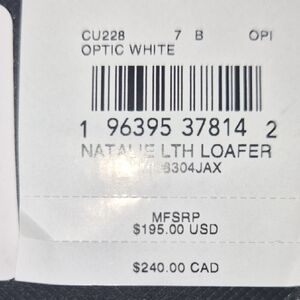 CU228 7 B OPI
OPTIC WHITE
1 96395 37814 2
NATALIE LTH LOAFER
MFSRP
$195.00 USD
$240.00 CAD